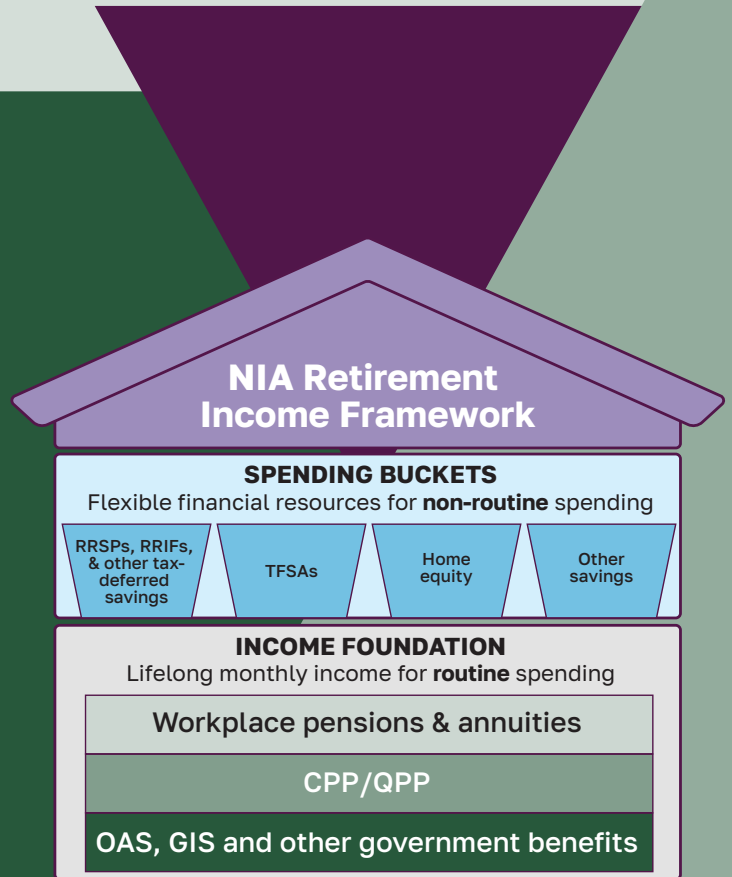 NIA Retirement
Income Framework
SPENDING BUCKETS
Flexible financial resources for non-routine spending
RRSPs, RRIFs,
& other tax-
deferred
savings
TFSAs
Home
equity
Other
savings
INCOME FOUNDATION
Lifelong monthly income for routine spending
Workplace pensions & annuities
CPP/QPP
OAS, GIS and other government benefits